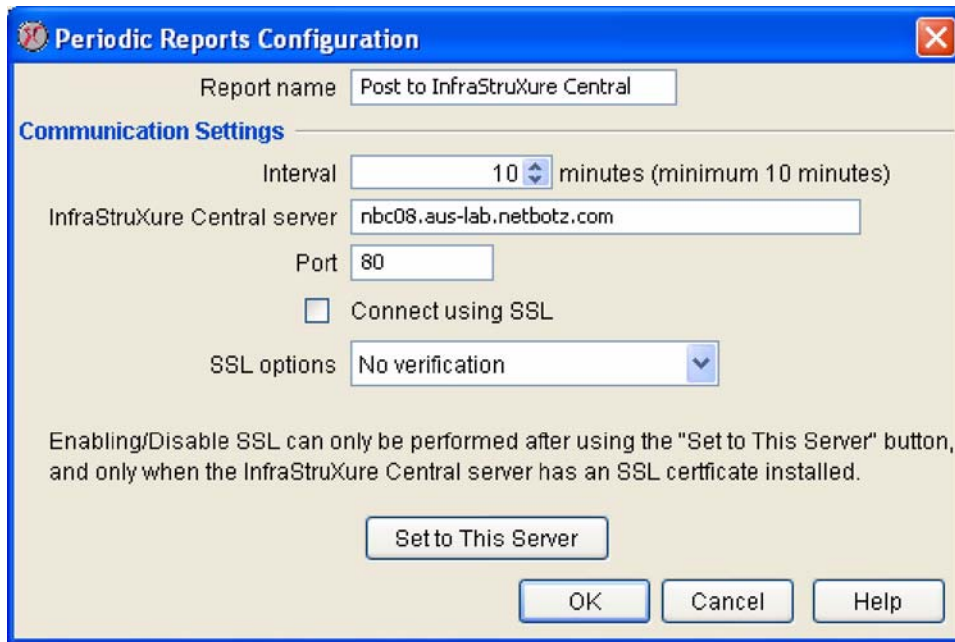 Periodic Reports Configuration
Report name Post to InfraStruXure Central
Communication Settings
Interval 10 minutes (minimum 10 minutes)
InfraStruXure Central server nbc08.aus-lab.netbotz.com
Port 80
Connect using SSL
SSL options No verification
Enabling/Disable SSL can only be performed after using the "Set to This Server" button,
and only when the InfraStruXure Central server has an SSL certficate installed.
Set to This Server
OK Cancel Help